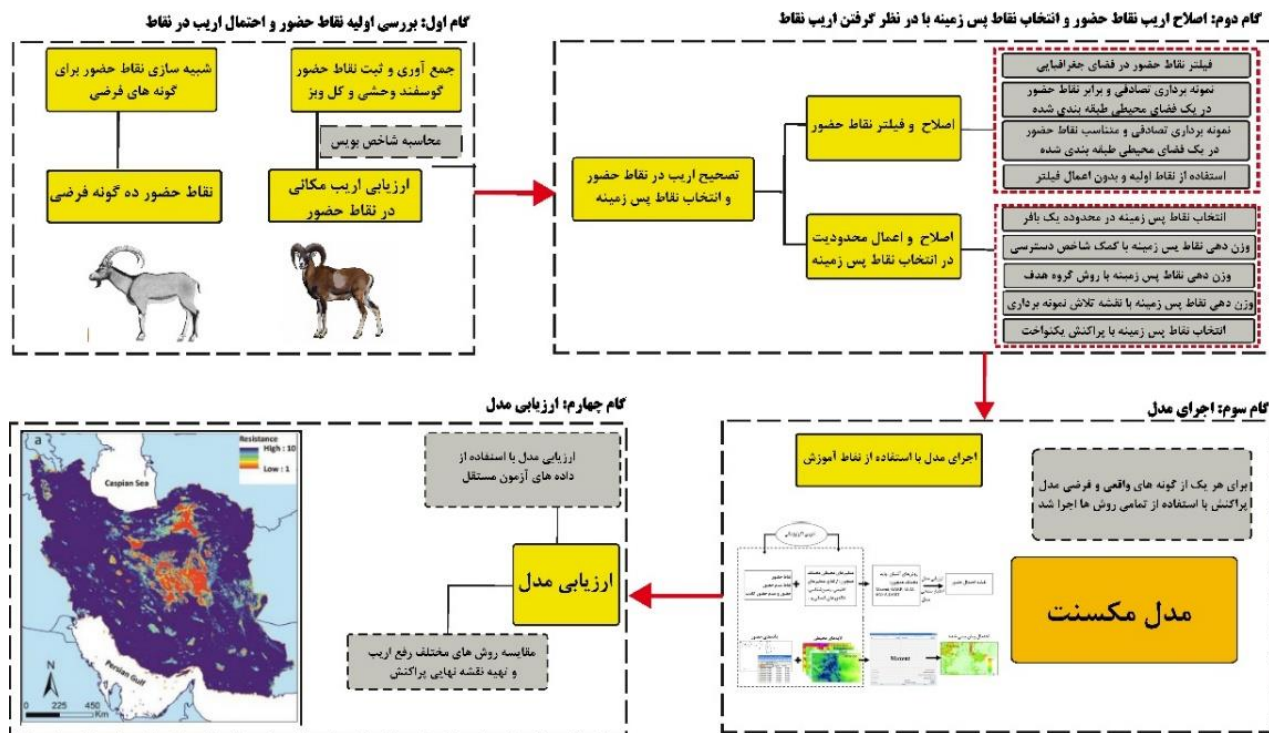 گام اول: بررسی اولیه نقاط حضور و احتمال اریب در نقاط
جمع آوری و ثبت نقاط حضور
گوسفند وحشی و کل وبز
محاسبه شاخص بویس
ارزیابی اریب مکانی
در نقاط حضور
شبیه سازی نقاط حضور برای
گونه های فرضی
نقاط حضور ده گونه فرضی
گام دوم: اصلاح اریب نقاط حضور و انتخاب نقاط پس زمینه با در نظر گرفتن اریب نقاط
تصحیح اریب در نقاط حضور
و انتخاب نقاط پس زمینه
اصلاح و فیلتر نقاط حضور
فیلتر نقاط حضور در فضای جغرافیایی
نمونه برداری تصادفی و برابر نقاط حضور
در یک فضای محیطی طبقه بندی شده
نمونه برداری تصادفی و متناسب نقاط حضور
در یک فضای محیطی طبقه بندی شده
استفاده از نقاط اولیه و بدون اعمال فیلتر
اصلاح و اعمال محدودیت
در انتخاب نقاط پس زمینه
انتخاب نقاط پس زمینه در محدوده یک بافر
وزن دهی نقاط پس زمینه با کمک شاخص دسترسی
وزن دهی نقاط پس زمینه با روش گروه هدف
وزن دهی نقاط پس زمینه با نقشه تلاش نمونه برداری
انتخاب نقاط پس زمینه با پراکنش یکنواخت
گام سوم: اجرای مدل
اجرای مدل با استفاده از نقاط آموزش
برای هر یک از گونه های واقعی و فرضی مدل
پراکنش با استفاده از تمامی روش ها اجرا شد
مدل مکسنت
Maxent
گام چهارم: ارزیابی مدل
ارزیابی مدل با استفاده از
داده های آزمون مستقل
ارزیابی مدل
مقایسه روش های مختلف رفع اریب
و تهیه نقشه نهایی پراکنش
a
Resistance
High : 10
Low : 1
Caspian Sea
Persian Gulf
N
0 225 450
Km